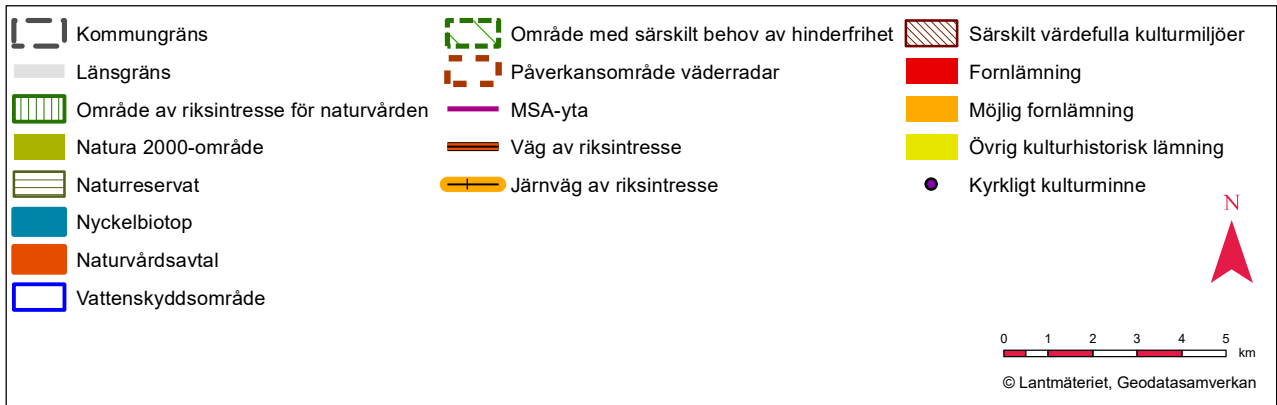 Kommungräns
Länsgräns
Område av riksintresse för naturvården
Natura 2000-område
Naturreservat
Nyckelbiotop
Naturvårdsavtal
Vattenskyddsområde
Område med särskilt behov av hinderfrihet
Påverkansområde väderradar
MSA-yta
Väg av riksintresse
Järnväg av riksintresse
Särskilt värdefulla kulturmiljöer
Fornlämning
Möjlig fornlämning
Övrig kulturhistorisk lämning
Kyrkligt kulturminne
N
0 1 2 3 4 5
km
© Lantmäteriet, Geodatasamverkan